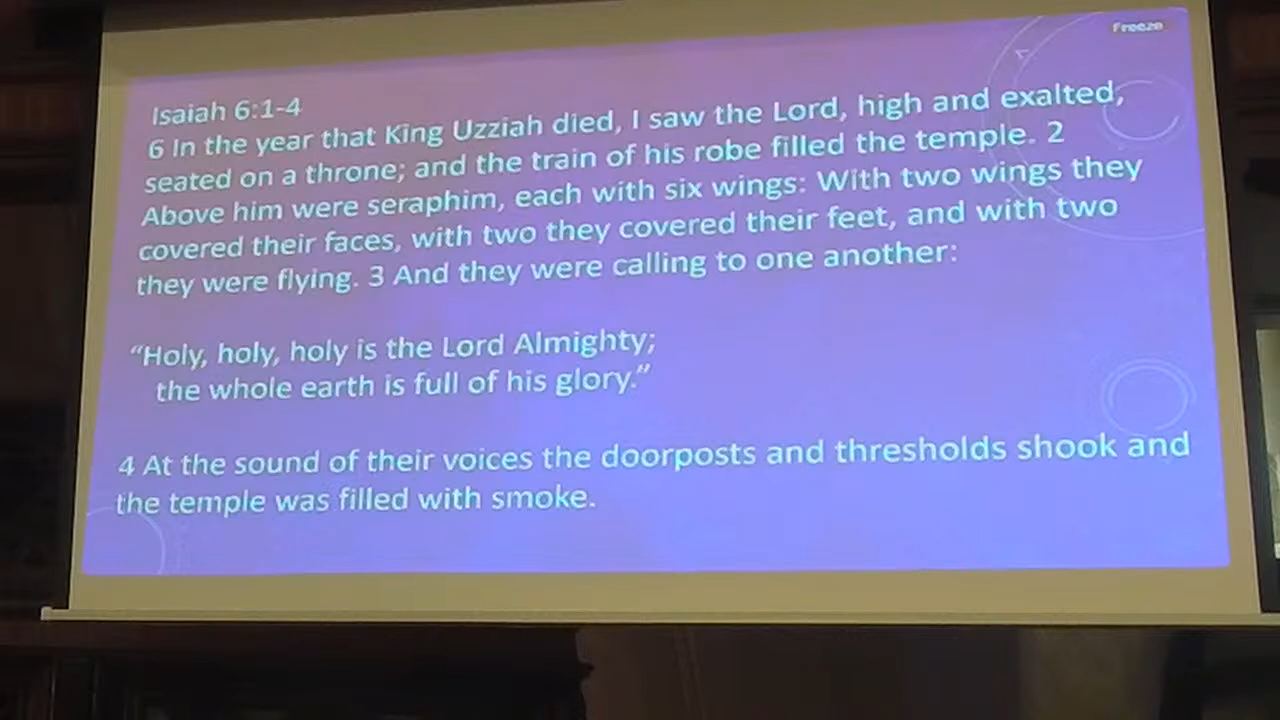 Freeze
Isaiah 6:1-4
6 In the year that King Uzziah died, I saw the Lord, high and exalted,
seated on a throne; and the train of his robe filled the temple. 2
Above him were seraphim, each with six wings: With two wings they
covered their faces, with two they covered their feet, and with two
they were flying. 3 And they were calling to one another:
“Holy, holy, holy is the Lord Almighty;
the whole earth is full of his glory.”
4 At the sound of their voices the doorposts and thresholds shook and
the temple was filled with smoke.